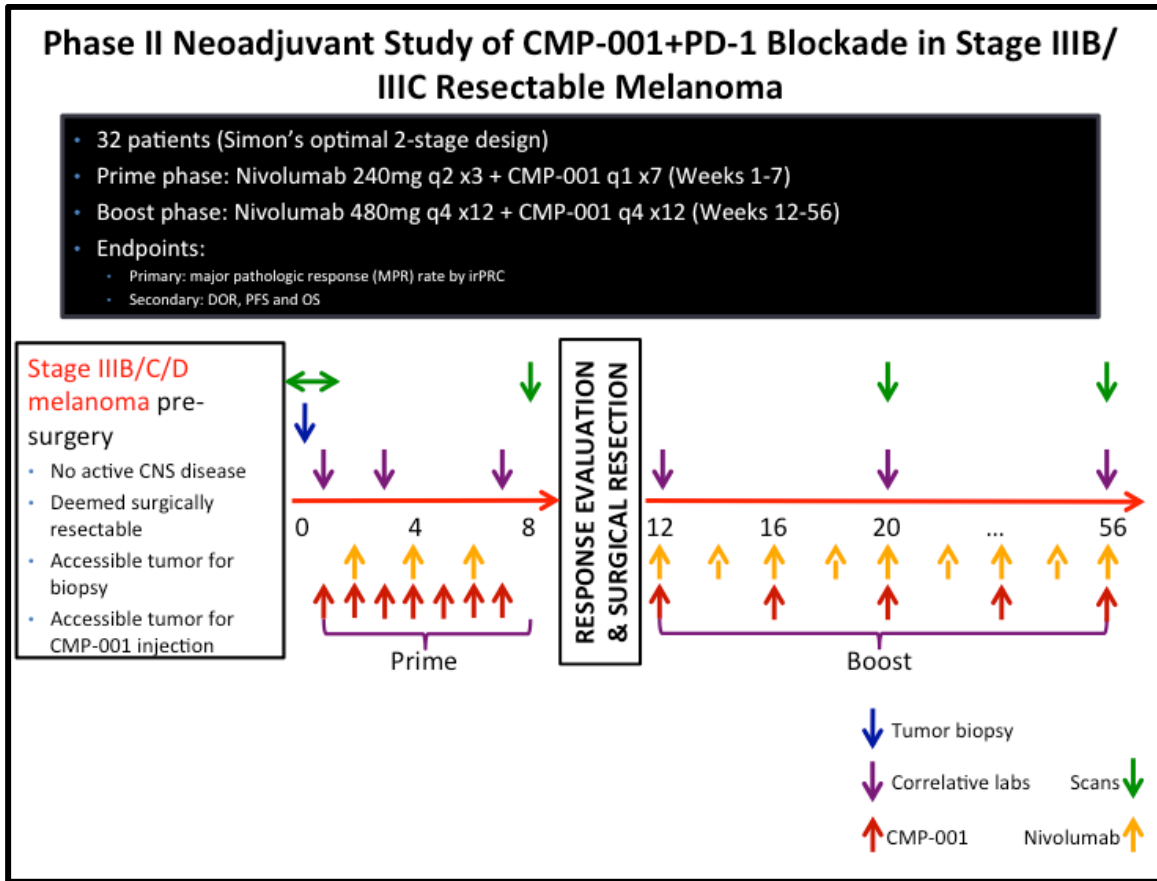 Phase II Neoadjuvant Study of CMP-001+PD-1 Blockade in Stage IIIB/
IIIC Resectable Melanoma
• 32 patients (Simon's optimal 2-stage design)
• Prime phase: Nivolumab 240mg q2 x3 + CMP-001 q1 x7 (Weeks 1-7)
• Boost phase: Nivolumab 480mg q4 x12 + CMP-001 q4 x12 (Weeks 12-56)
• Endpoints:
• Primary: major pathologic response (MPR) rate by irPRC
• Secondary: DOR, PFS and OS
Stage IIIB/C/D
melanoma pre-
surgery
• No active CNS disease
• Deemed surgically
resectable
• Accessible tumor for
biopsy
• Accessible tumor for
CMP-001 injection
0 4 8
Prime
RESPONSE EVALUATION
& SURGICAL RESECTION
12 16 20 ... 56
Boost
Tumor biopsy
Correlative labs Scans
CMP-001 Nivolumab